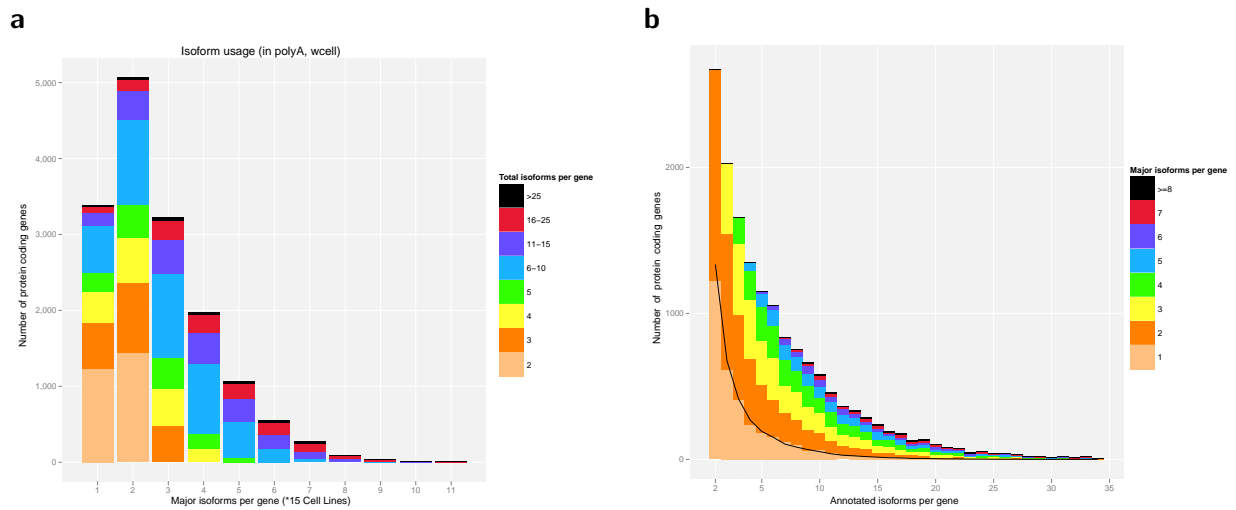 a
Isoform usage (in polyA, wcell)
5,000
4,000
3,000
2,000
1,000
0
Number of protein coding genes
1 2 3 4 5 6 7 8 9 10 11
Major isoforms per gene (*15 Cell Lines)
Total isoforms per gene
>25
16−25
11−15
6−10
5
4
3
2
b
2000
1000
0
Number of protein coding genes
2 5 10 15 20 25 30 35
Annotated isoforms per gene
Major isoforms per gene
>=8
7
6
5
4
3
2
1